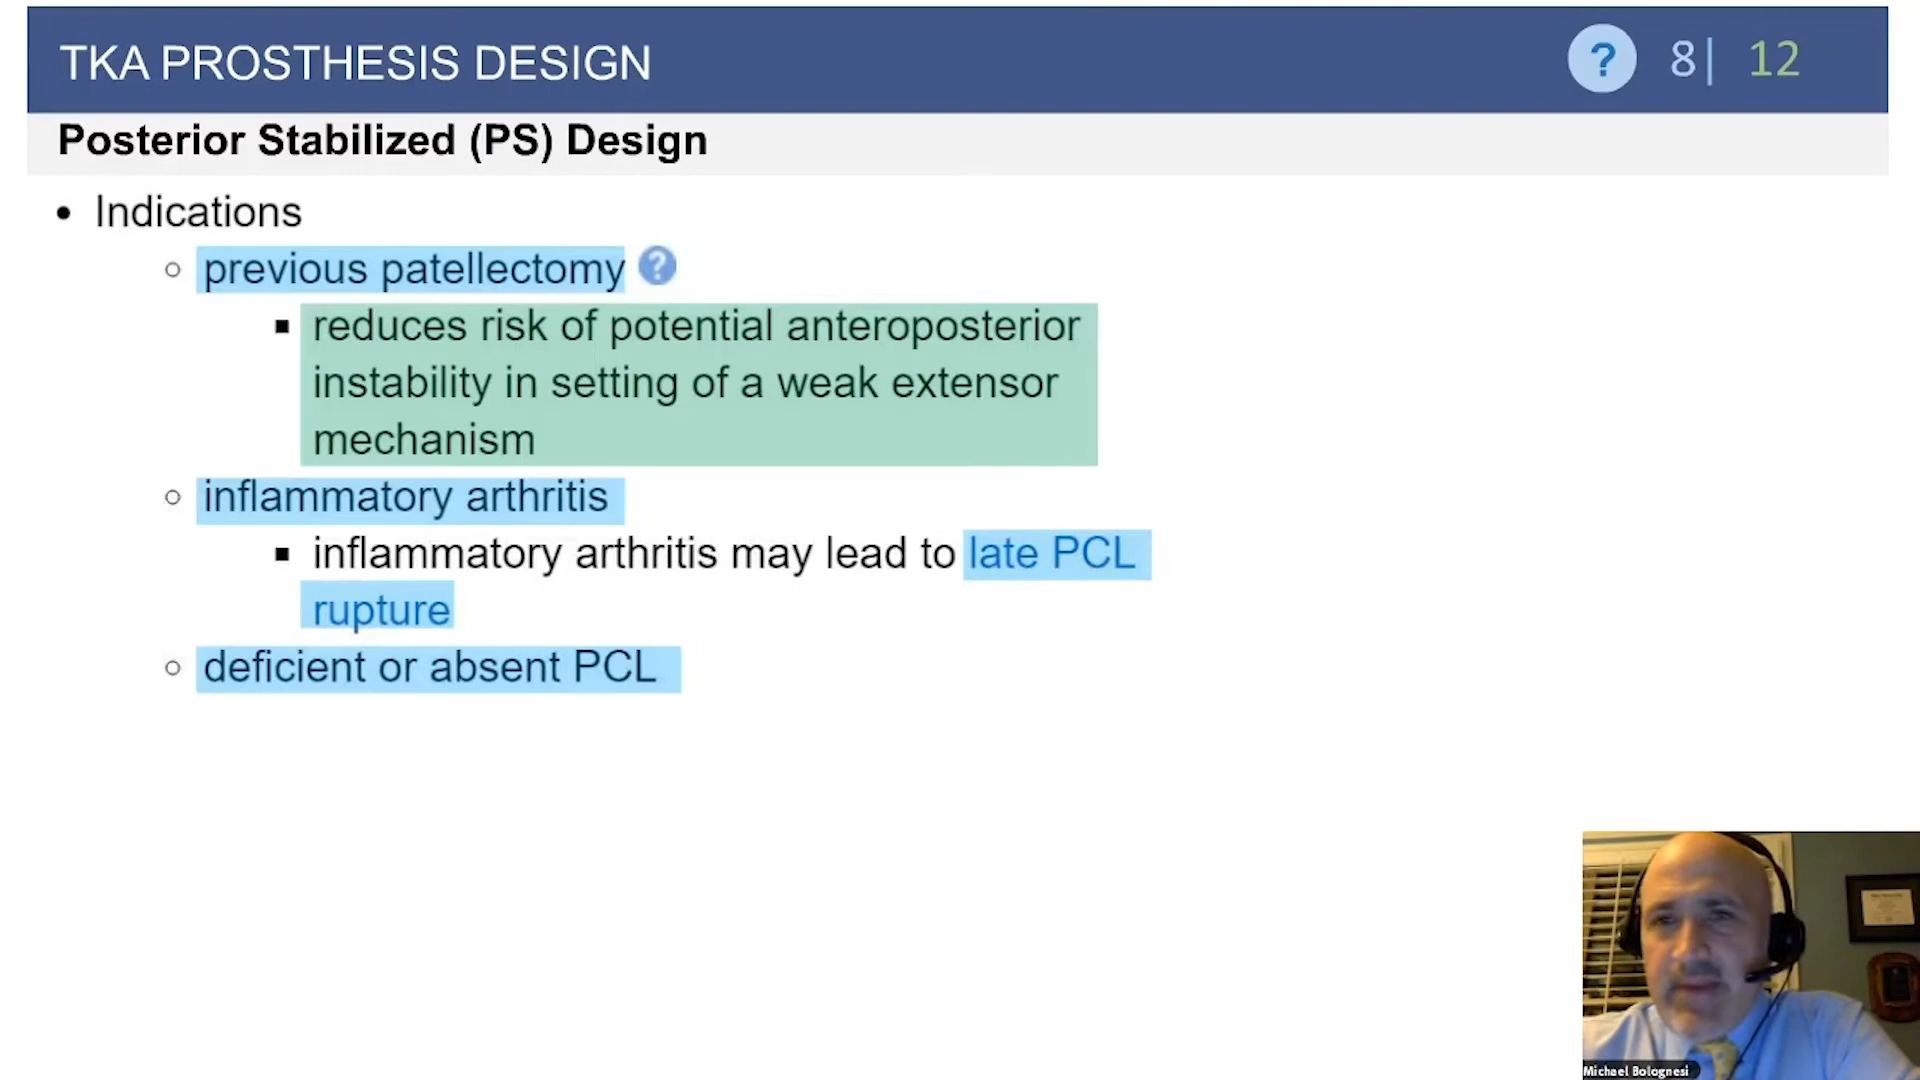 TKA PROSTHESIS DESIGN
? 8| 12
Posterior Stabilized (PS) Design
• Indications
○ previous patellectomy ?
▪ reduces risk of potential anteroposterior
instability in setting of a weak extensor
mechanism
○ inflammatory arthritis
▪ inflammatory arthritis may lead to late PCL
rupture
○ deficient or absent PCL
Michael Bolognesi